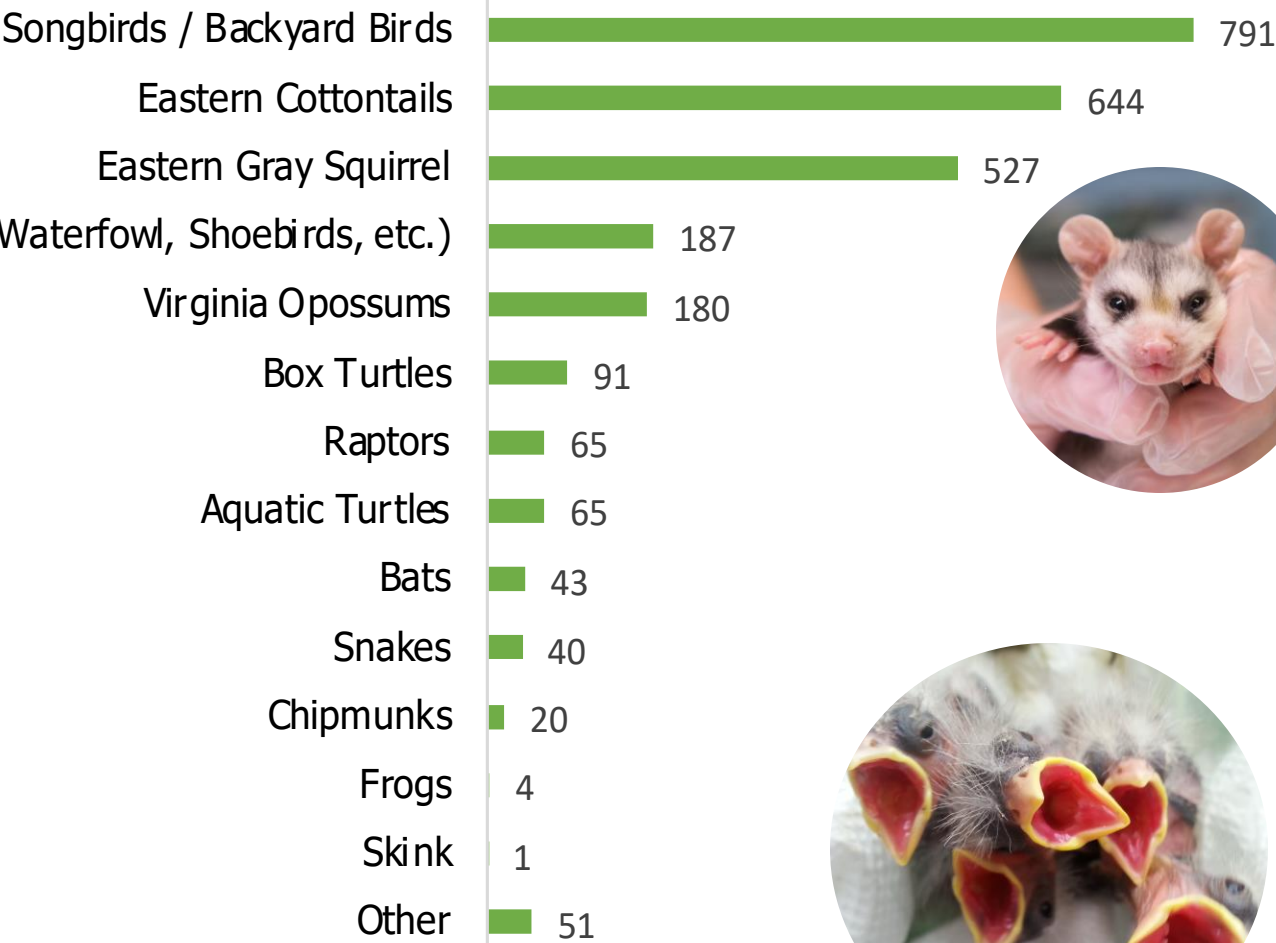 Songbirds / Backyard Birds 791
Eastern Cottontails 644
Eastern Gray Squirrel 527
Waterfowl, Shoebirds, etc.) 187
Virginia Opossums 180
Box Turtles 91
Raptors 65
Aquatic Turtles 65
Bats 43
Snakes 40
Chipmunks 20
Frogs 4
Skink 1
Other 51